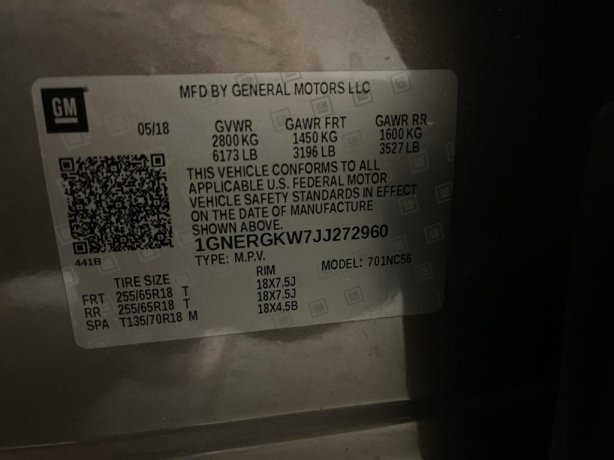 GM
MFD BY GENERAL MOTORS LLC
05/18 GVWR GAWR FRT GAWR RR
2800 KG 1450 KG 1600 KG
6173 LB 3196 LB 3527 LB
THIS VEHICLE CONFORMS TO ALL
APPLICABLE U.S. FEDERAL MOTOR
VEHICLE SAFETY STANDARDS IN EFFECT
ON THE DATE OF MANUFACTURE
SHOWN ABOVE.
1GNERGKW7JJ272960
441B
TYPE: M.P.V. MODEL: 701NC56
TIRE SIZE RIM
FRT 255/65R18 T 18X7.5J
RR 255/65R18 T 18X7.5J
SPA T135/70R18 M 18X4.5B